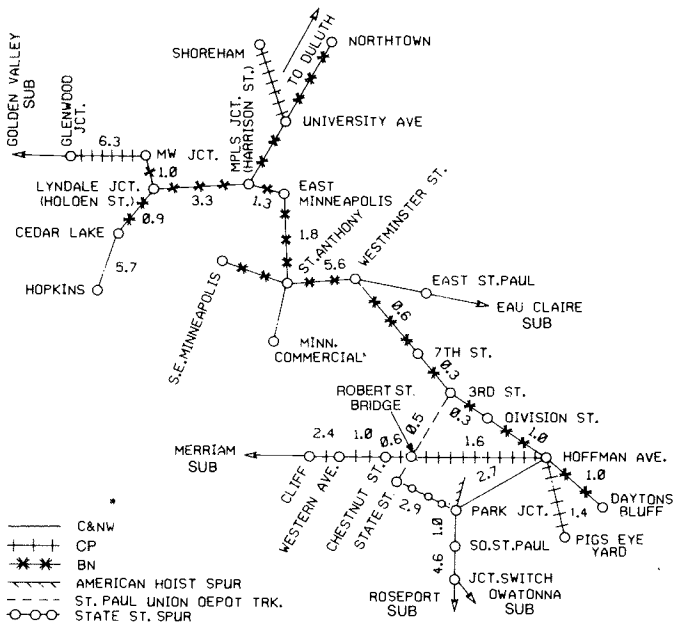 SHOREHAM
TO DULUTH
NORTHTOWN
GOLDEN VALLEY
SUB
GLENWOOD
JCT.
6.3
MW JCT.
MPLS JCT.
(HARRISON ST.)
UNIVERSITY AVE
1.0
LYNDALE JCT.
(HOLDEN ST.)
3.3
1.3
EAST
MINNEAPOLIS
0.9
CEDAR LAKE
1.8
ST.ANTHONY
WESTMINSTER ST.
5.7
HOPKINS
S.E.MINNEAPOLIS
5.6
EAST ST.PAUL
EAU CLAIRE
SUB
0.6
MINN.
COMMERCIAL
7TH ST.
0.3
ROBERT ST.
BRIDGE
3RD ST.
0.3
DIVISION ST.
0.5
1.0
MERRIAM
SUB
2.4
1.0
0.6
1.6
HOFFMAN AVE.
CLIFF
WESTERN AVE.
CHESTNUT ST.
STATE ST.
2.9
2.7
1.0
DAYTONS
BLUFF
1.4
PARK JCT.
PIGS EYE
YARD
1.0
SO.ST.PAUL
4.6
JCT.SWITCH
ROSEPORT
SUB
OWATONNA
SUB
*
C&NW
CP
BN
AMERICAN HOIST SPUR
ST. PAUL UNION DEPOT TRK.
STATE ST. SPUR